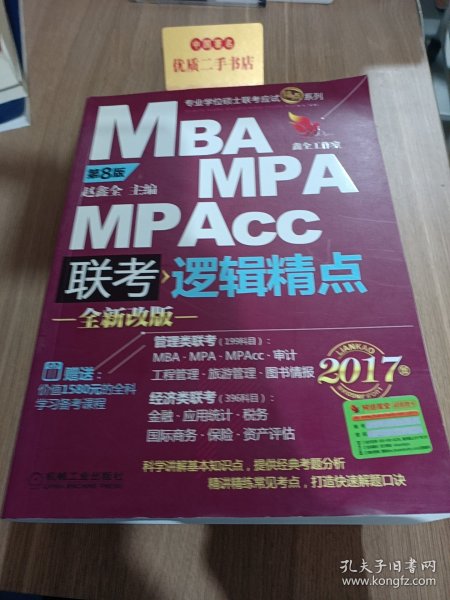 中国书店
优质二手书店
专业学位硕士联考应试精点系列
MBA
MPA
MPAcc
鑫全工作室
第8版
赵鑫全 主编
联考 逻辑精点
全新改版
管理类联考（199科目）：
MBA·MPA·MPAcc·审计
工程管理·旅游管理·图书情报
经济类联考（396科目）：
金融·应用统计·税务
国际商务·保险·资产评估
赠送：
价值1580元的全科
学习备考课程
LIANKAO
2017版
科学讲解基本知识点，提供经典考题分析
精讲精练常见考点，打造快速解题口诀
机械工业出版社
孔夫子旧书网
www.kongfz.com